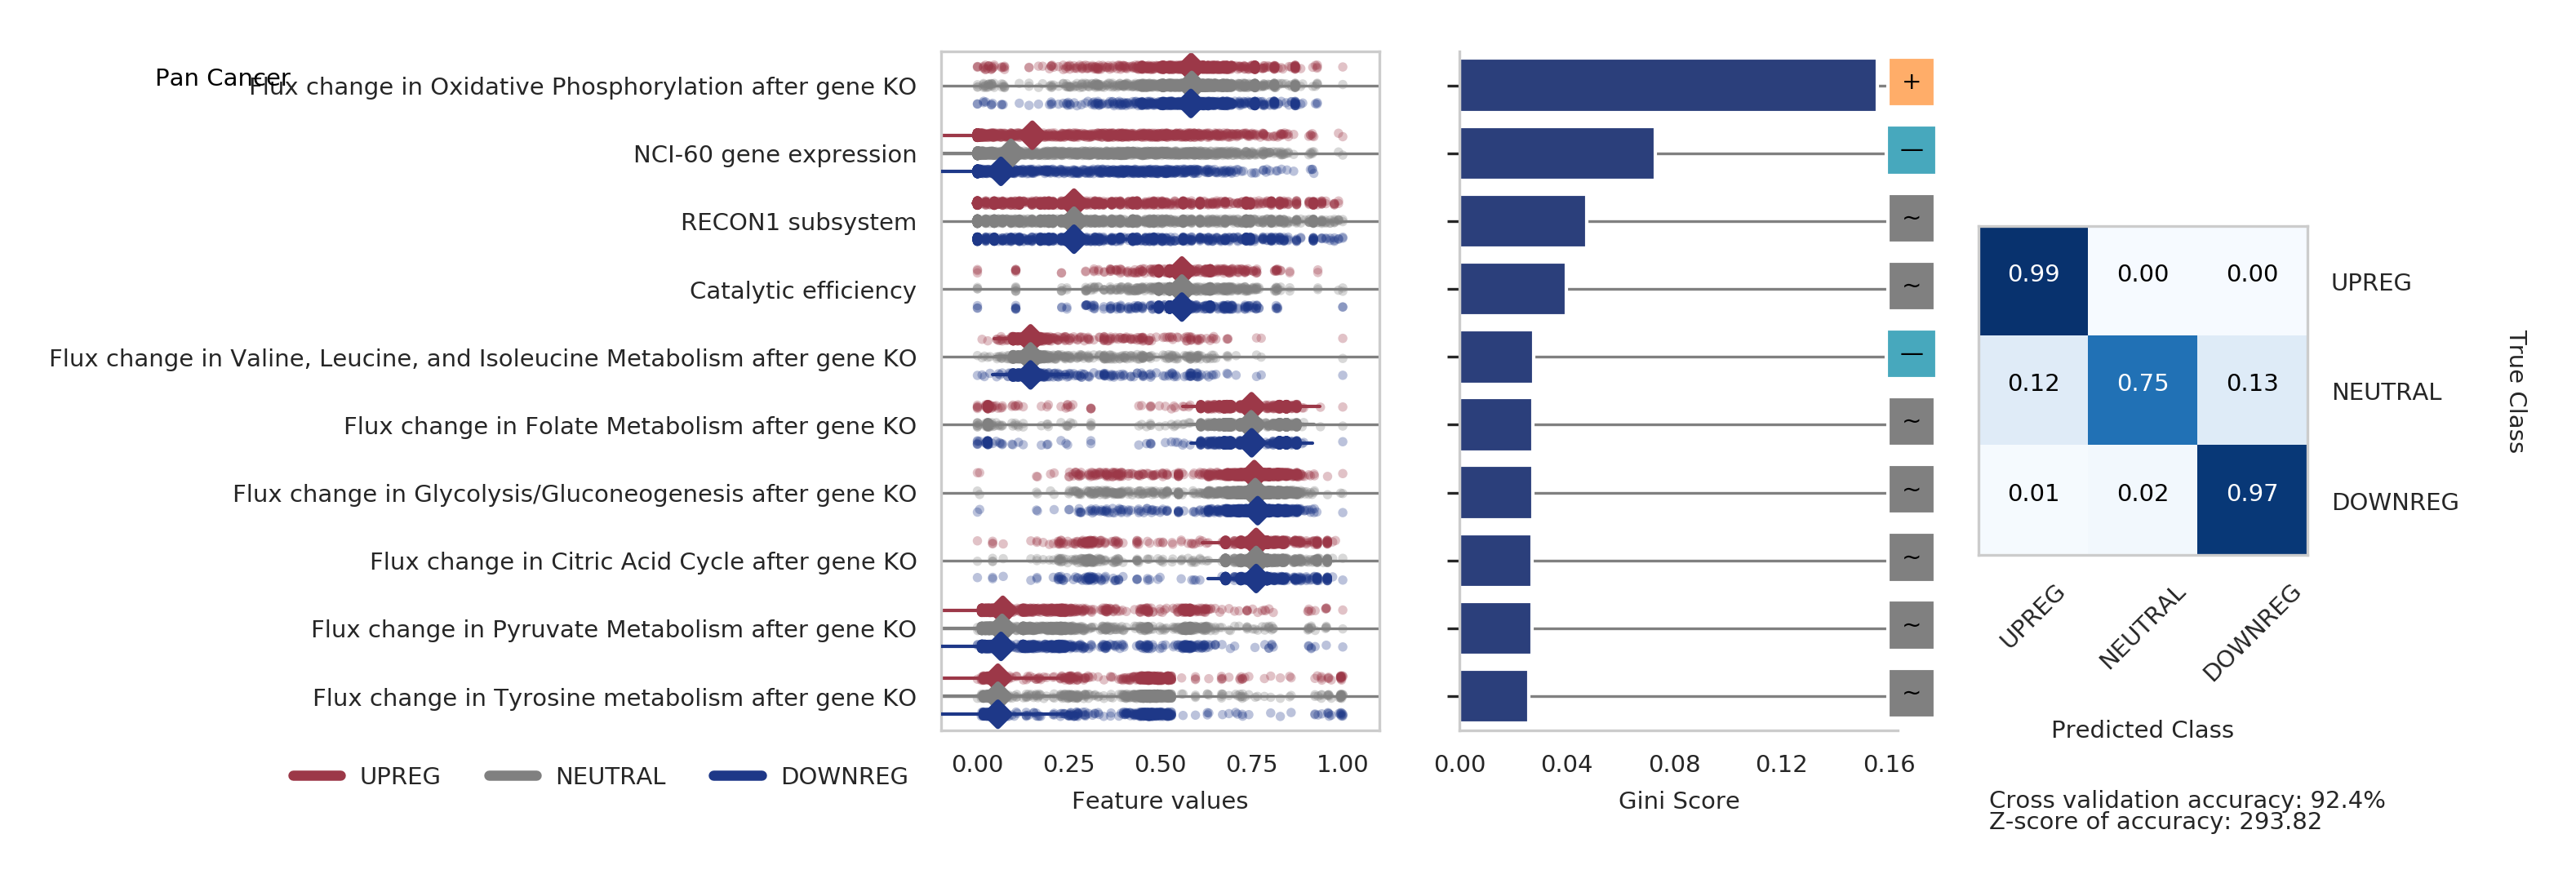 Pan Cancer
Flux change in Oxidative Phosphorylation after gene KO
NCI-60 gene expression
RECON1 subsystem
Catalytic efficiency
Flux change in Valine, Leucine, and Isoleucine Metabolism after gene KO
Flux change in Folate Metabolism after gene KO
Flux change in Glycolysis/Gluconeogenesis after gene KO
Flux change in Citric Acid Cycle after gene KO
Flux change in Pyruvate Metabolism after gene KO
Flux change in Tyrosine metabolism after gene KO
UPREG NEUTRAL DOWNREG
0.00 0.25 0.50 0.75 1.00
Feature values
+
—
~
~
—
~
~
~
~
~
0.00 0.04 0.08 0.12 0.16
Gini Score
0.99 0.00 0.00 UPREG
0.12 0.75 0.13 NEUTRAL
0.01 0.02 0.97 DOWNREG
True Class
UPREG NEUTRAL DOWNREG
Predicted Class
Cross validation accuracy: 92.4%
Z-score of accuracy: 293.82